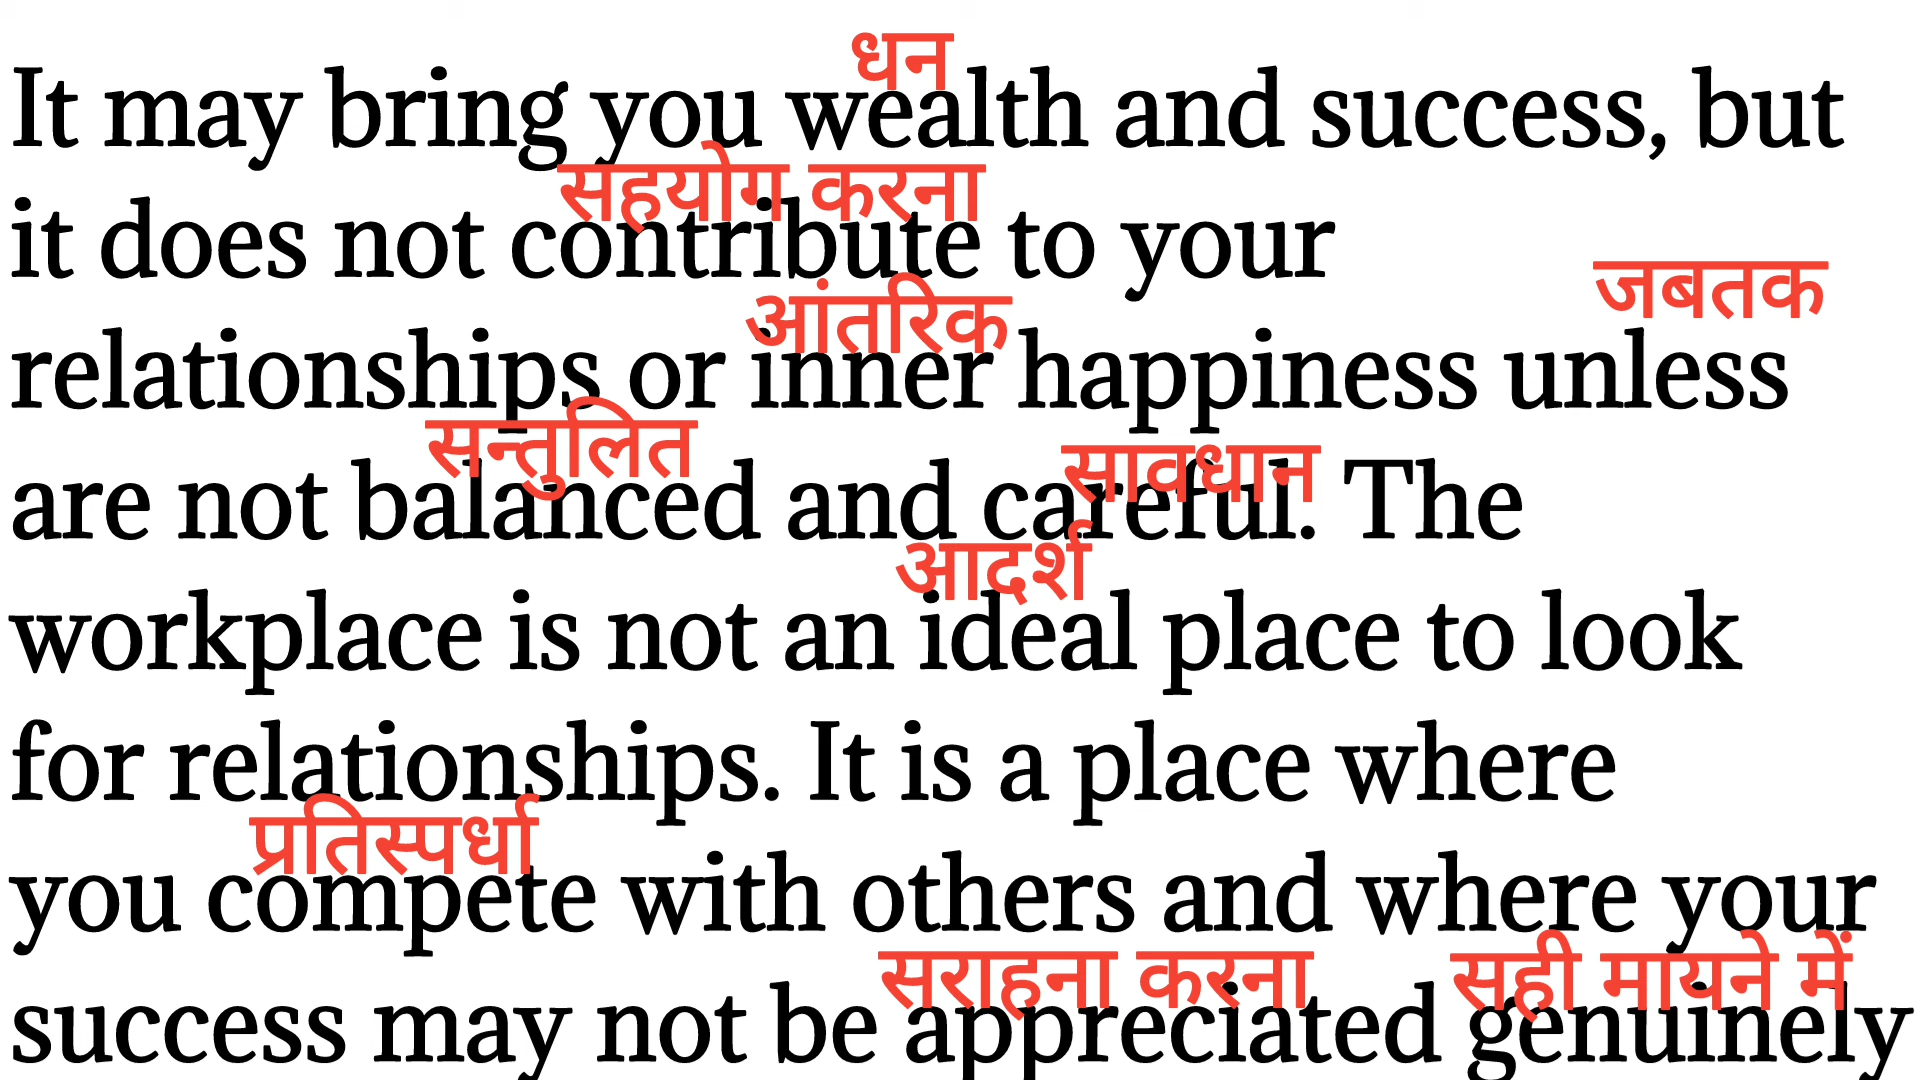 धन
It may bring you wealth and success, but
सहयोग करना
it does not contribute to your
आंतरिक जबतक
relationships or inner happiness unless
सन्तुलित सावधान
are not balanced and careful. The
आदर्श
workplace is not an ideal place to look
for relationships. It is a place where
प्रतिस्पर्धा
you compete with others and where your
सराहना करना सही मायने में
success may not be appreciated genuinely